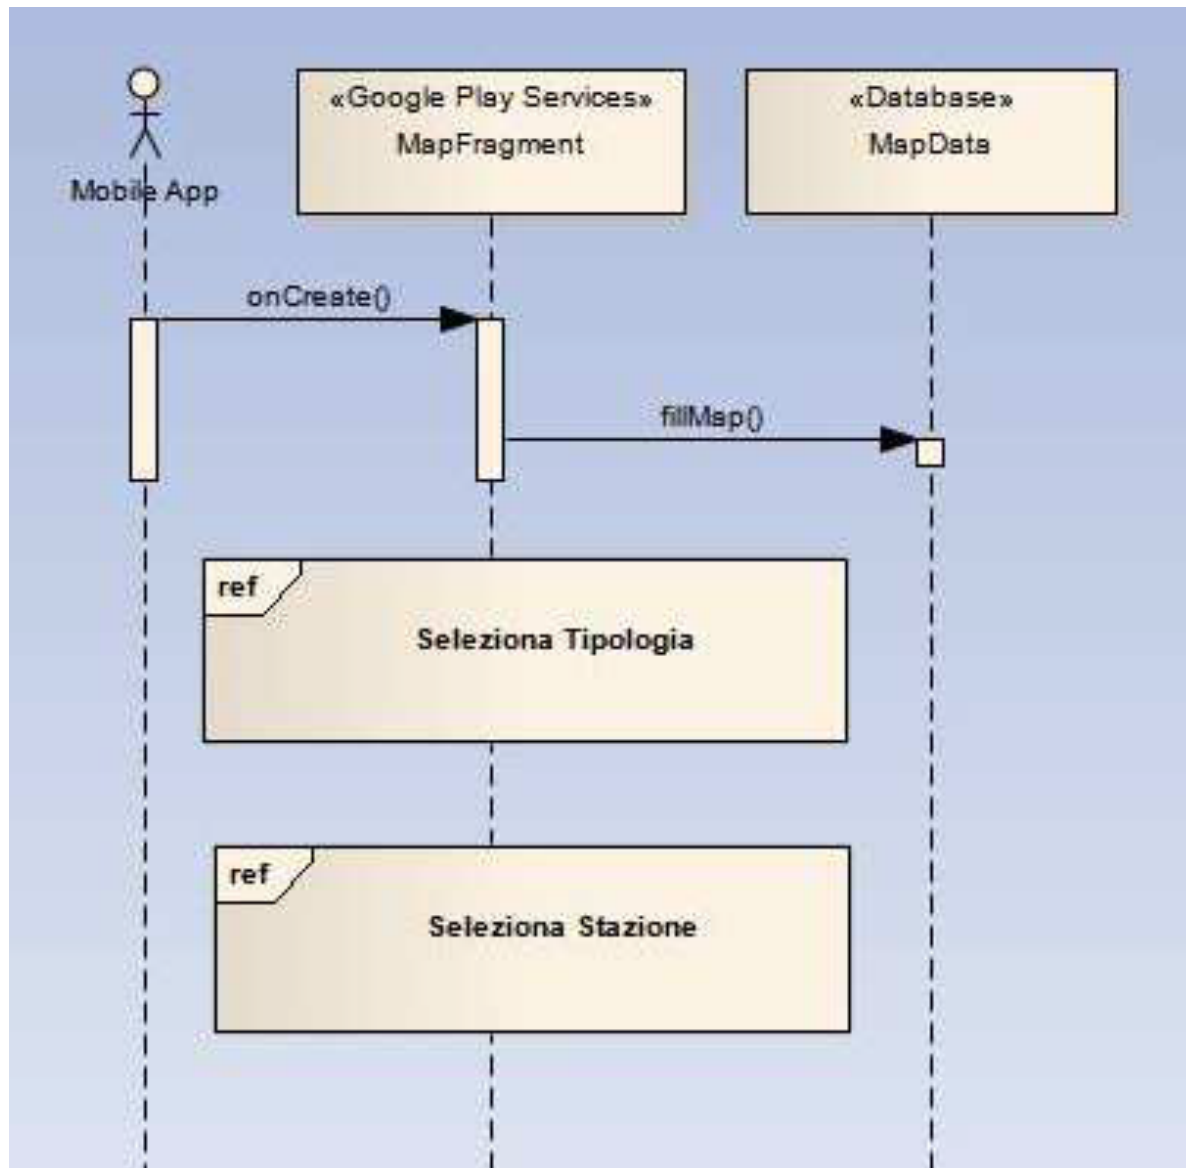 «Google Play Services»
MapFragment
«Database»
MapData
Mobile App
onCreate()
fillMap()
ref
Seleziona Tipologia
ref
Seleziona Stazione